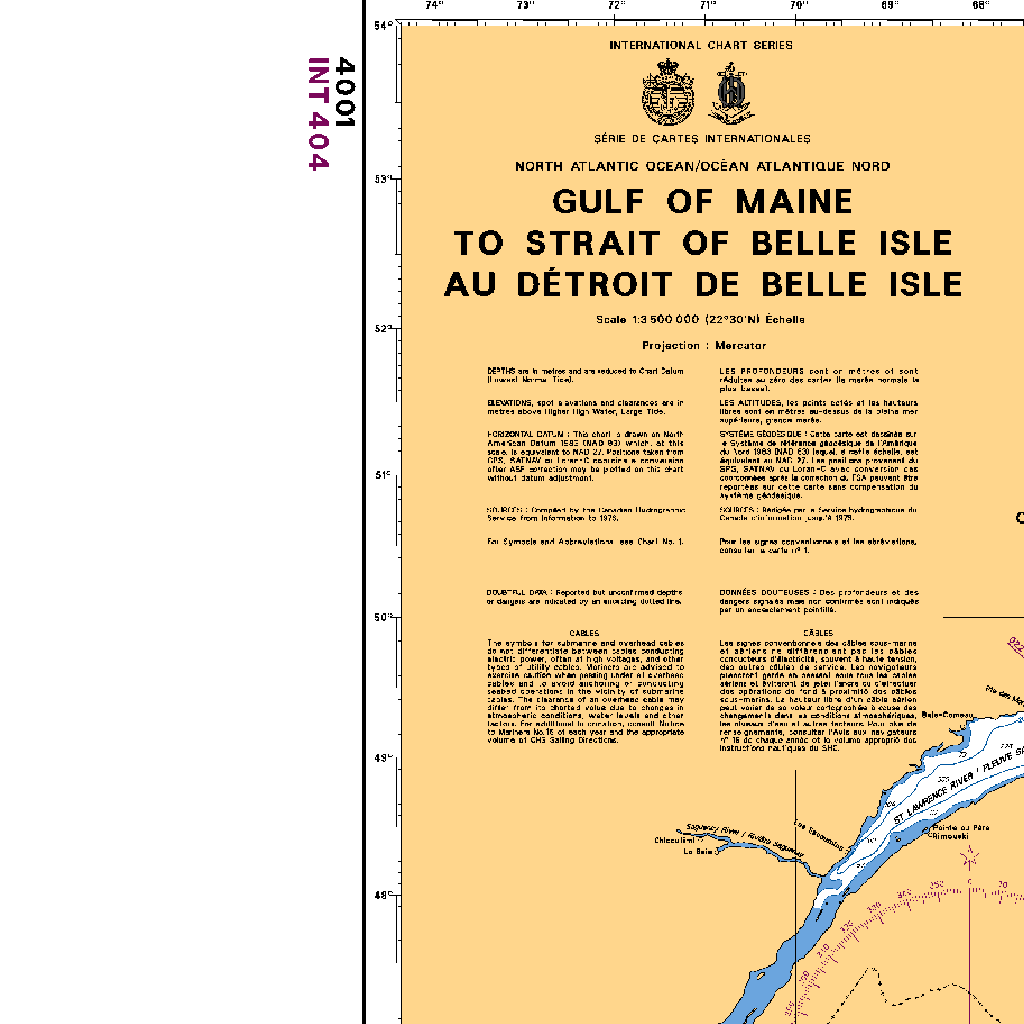 74° 73° 72° 71° 70° 69° 68°
54°
4001
INT 404
INTERNATIONAL CHART SERIES
SÉRIE DE CARTES INTERNATIONALES
NORTH ATLANTIC OCEAN/OCÉAN ATLANTIQUE NORD
53°
GULF OF MAINE
TO STRAIT OF BELLE ISLE
AU DÉTROIT DE BELLE ISLE
Scale 1:3 500 000 (22°30'N) Échelle
52°
Projection : Mercator
DEPTHS are in metres and are reduced to Chart Datum
(Lowest Normal Tide).
ELEVATIONS, spot elevations and clearances are in
metres above Higher High Water, Large Tide.
HORIZONTAL DATUM : This chart is drawn on North
American Datum 1983 (NAD 83) which, at this
scale, is equivalent to NAD 27. Positions taken from
GPS, SATNAV or Loran-C receivers a conversion
after ASF correction may be plotted on this chart
without datum adjustment.
SOURCES : Compiled by the Canadian Hydrographic
Service from information to 1975.
For Symbols and Abbreviations, see Chart No. 1.
DOUBTFUL DATA : Reported but unconfirmed depths
or dangers are indicated by an encircling dotted line.
CABLES
The symbols for submarine and overhead cables
do not differentiate between cables conducting
electric power, often at high voltages, and other
types of utility cables. Mariners are advised to
exercise caution when passing under all overhead
cables and to avoid anchoring or conducting
seabed operations in the vicinity of submarine
cables. The clearance of an overhead cable may
differ from its charted value due to changes in
atmospheric conditions, water levels and other
factors. For additional information, consult Notice
to Mariners No.16 of each year and the appropriate
volume of CHS Sailing Directions.
LES PROFONDEURS sont en mètres et sont
réduites au zéro des cartes (la marée normale la
plus basse).
LES ALTITUDES, les points cotés et les hauteurs
libres sont en mètres au-dessus de la pleine mer
supérieure, grande marée.
SYSTÈME GÉODÉSIQUE : Cette carte est dessinée sur
le Système de référence géodésique de l'Amérique
du Nord 1983 (NAD 83) lequel, à cette échelle, est
équivalent au NAD 27. Les positions provenant du
GPS, SATNAV ou Loran-C avec conversion des
coordonnées après la correction du FSA peuvent être
reportées sur cette carte sans compensation du
système géodésique.
SOURCES : Rédigée par le Service hydrographique du
Canada d'information jusqu'à 1975.
Pour les signes conventionnels et les abréviations,
consulter la carte n° 1.
DONNÉES DOUTEUSES : Des profondeurs et des
dangers signalés mais non confirmés sont indiqués
par un encerclement pointillé.
CÂBLES
Les signes conventionnels des câbles sous-marins
et aériens ne différencient pas les câbles
conducteurs d'électricité, souvent à haute tension,
des autres câbles de service. Les navigateurs
prendront garde en passant sous tous les câbles
aériens et éviteront de jeter l'ancre ou d'effectuer
des opérations du fond à proximité des câbles
sous-marins. La hauteur libre d'un câble aérien
peut varier de sa valeur cartographiée à cause des
changements dans les conditions atmosphériques,
les niveaux d'eau et autres facteurs. Pour plus de
renseignements, consulter l'Avis aux navigateurs
n° 16 de chaque année et le volume approprié des
Instructions nautiques du SHC.
51°
50°
49°
48°
Baie-Comeau
ST LAWRENCE RIVER / FLEUVE
Pointe au Père
Rimouski
Les Escoumins
Saguenay River / Rivière Saguenay
Chicoutimi
La Baie
350
0
10